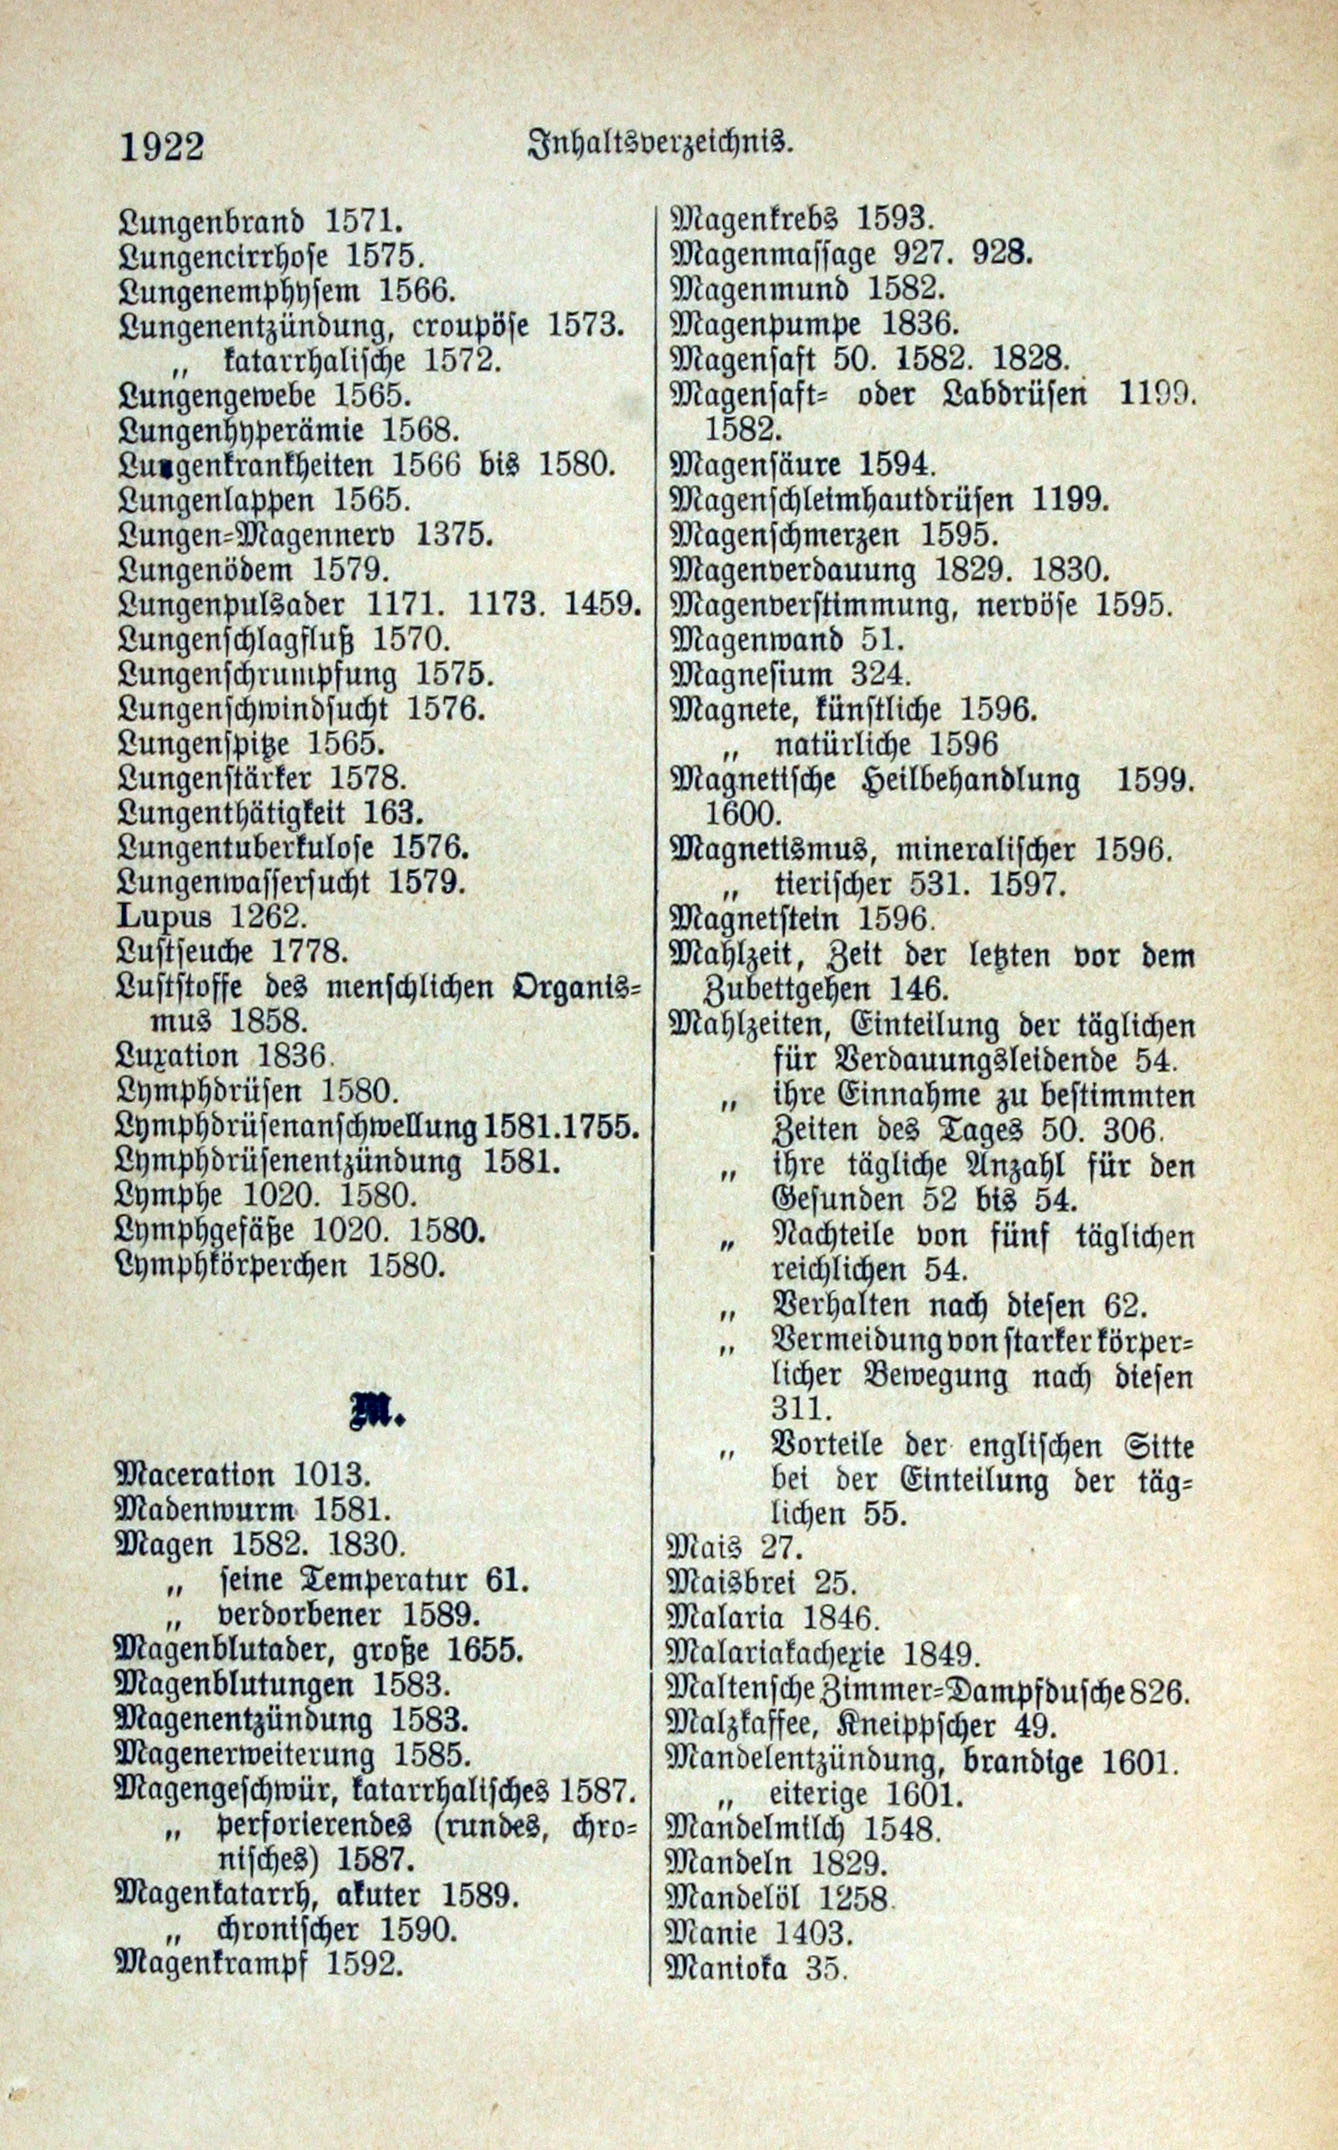 1922
Inhaltsverzeichnis.
Lungenbrand 1571.
Lungencirrhose 1575.
Lungenemphysem 1566.
Lungenentzündung, croupöse 1573.
„ katarrhalische 1572.
Lungengewebe 1565.
Lungenhyperämie 1568.
Lungenkrankheiten 1566 bis 1580.
Lungenlappen 1565.
Lungen-Magennerv 1375.
Lungenödem 1579.
Lungenpulsader 1171. 1173. 1459.
Lungenschlagfluß 1570.
Lungenschrumpfung 1575.
Lungenschwindsucht 1576.
Lungenspitze 1565.
Lungenstärker 1578.
Lungenthätigkeit 163.
Lungentuberkulose 1576.
Lungenwassersucht 1579.
Lupus 1262.
Lustseuche 1778.
Luststoffe des menschlichen Organis-
mus 1858.
Luxation 1836.
Lymphdrüsen 1580.
Lymphdrüsenanschwellung 1581. 1755.
Lymphdrüsenentzündung 1581.
Lymphe 1020. 1580.
Lymphgefäße 1020. 1580.
Lymphkörperchen 1580.
M.
Maceration 1013.
Madenwurm 1581.
Magen 1582. 1830.
„ seine Temperatur 61.
„ verdorbener 1589.
Magenblutader, große 1655.
Magenblutungen 1583.
Magenentzündung 1583.
Magenerweiterung 1585.
Magengeschwür, katarrhalisches 1587.
„ perforierendes (rundes, chro-
nisches) 1587.
Magenkatarrh, akuter 1589.
„ chronischer 1590.
Magenkrampf 1592.
Magenkrebs 1593.
Magenmassage 927. 928.
Magenmund 1582.
Magenpumpe 1836.
Magensaft 50. 1582. 1828.
Magensaft- oder Labdrüsen 1199.
1582.
Magensäure 1594.
Magenschleimhautdrüsen 1199.
Magenschmerzen 1595.
Magenverdauung 1829. 1830.
Magenverstimmung, nervöse 1595.
Magenwand 51.
Magnesium 324.
Magnete, künstliche 1596.
„ natürliche 1596
Magnetische Heilbehandlung 1599.
1600.
Magnetismus, mineralischer 1596.
„ tierischer 531. 1597.
Magnetstein 1596.
Mahlzeit, Zeit der letzten vor dem
Zubettgehen 146.
Mahlzeiten, Einteilung der täglichen
für Verdauungsleidende 54.
„ ihre Einnahme zu bestimmten
Zeiten des Tages 50. 306.
„ ihre tägliche Anzahl für den
Gesunden 52 bis 54.
„ Nachteile von fünf täglichen
reichlichen 54.
„ Verhalten nach diesen 62.
„ Vermeidung von starker körper-
licher Bewegung nach diesen
311.
„ Vorteile der englischen Sitte
bei der Einteilung der täg-
lichen 55.
Mais 27.
Maisbrei 25.
Malaria 1846.
Malariakachexie 1849.
Maltensche Zimmer-Dampfdusche 826.
Malzkaffee, Kneippscher 49.
Mandelentzündung, brandige 1601.
„ eiterige 1601.
Mandelmilch 1548.
Mandeln 1829.
Mandelöl 1258.
Manie 1403.
Manioka 35.